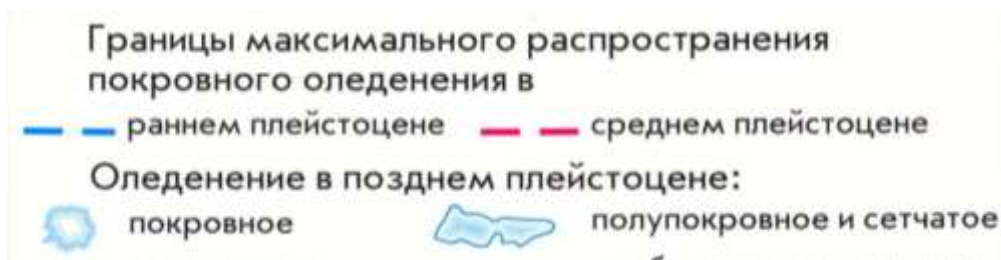 Границы максимального распространения
покровного оледенения в
раннем плейстоцене среднем плейстоцене
Оледенение в позднем плейстоцене:
покровное полупокровное и сетчатое